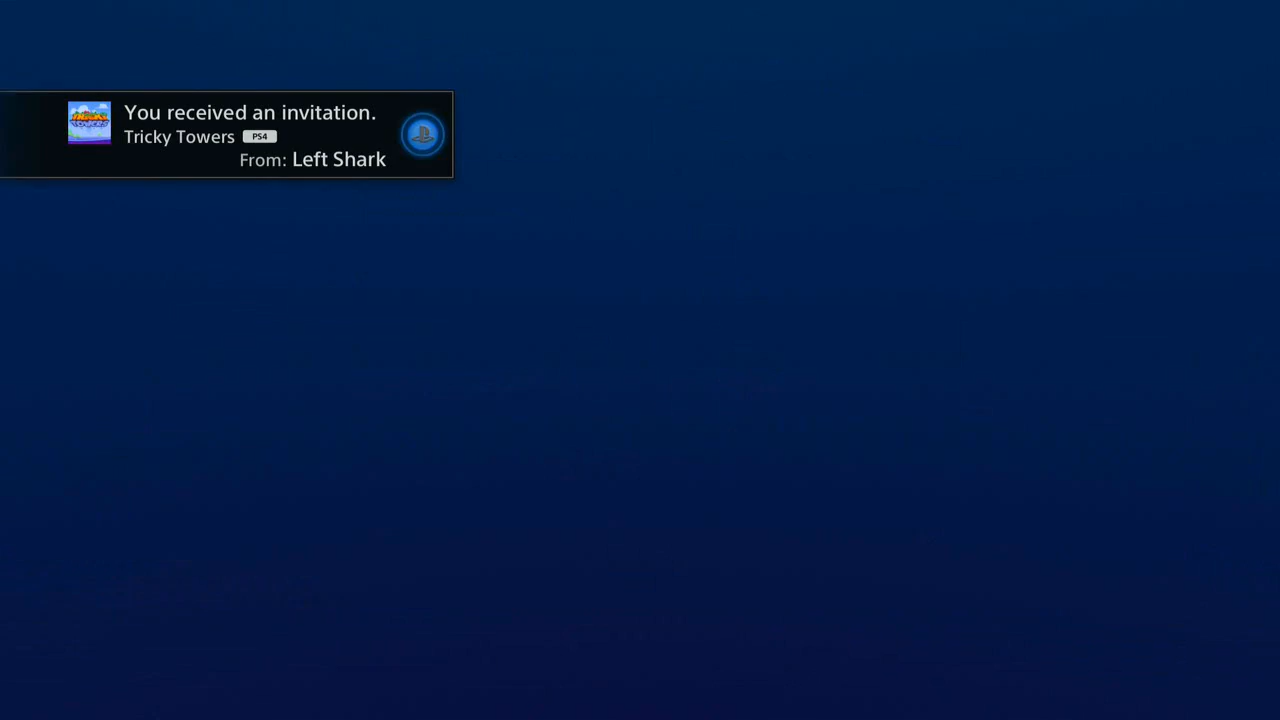 You received an invitation.
Tricky Towers PS4
From: Left Shark